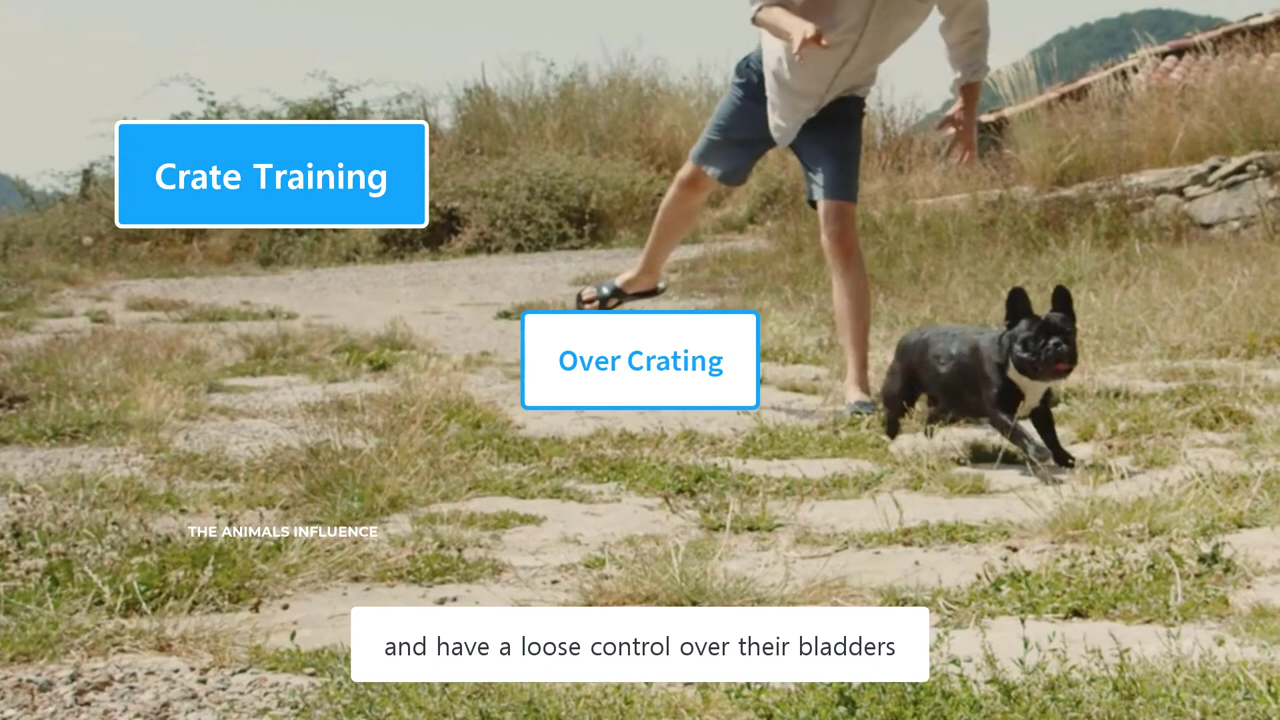 Crate Training
Over Crating
THE ANIMALS INFLUENCE
and have a loose control over their bladders